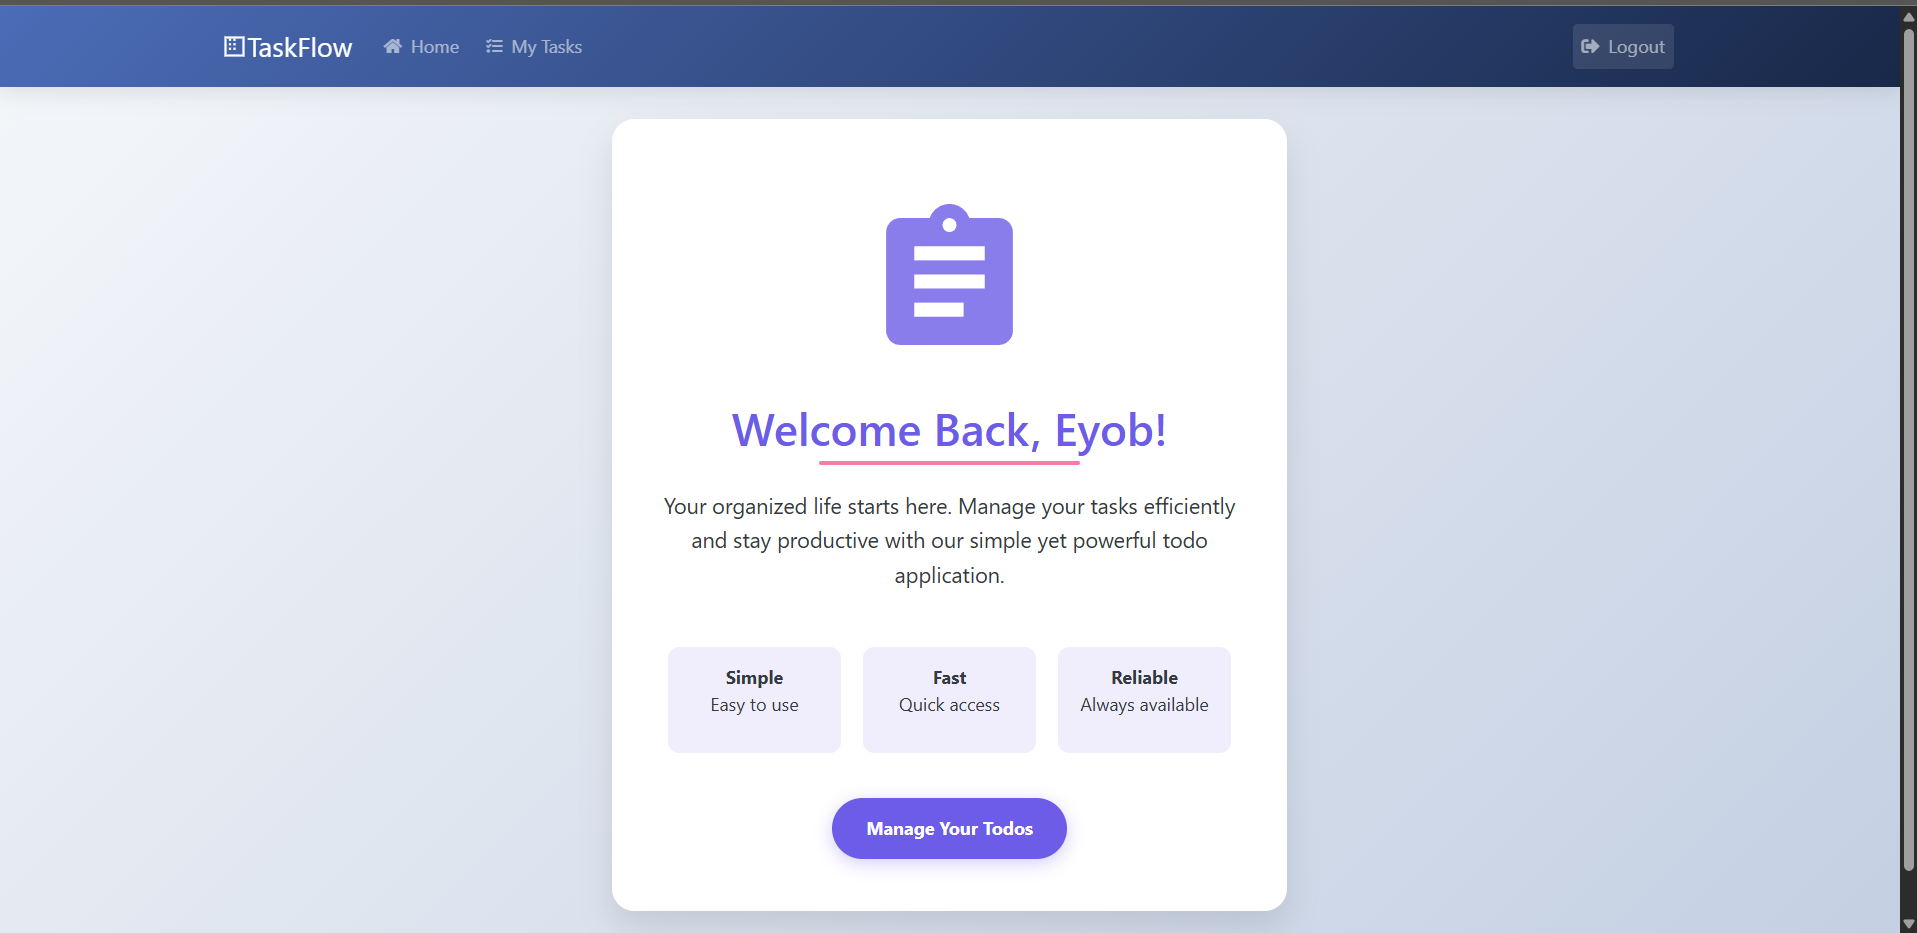 TaskFlow
Home
My Tasks
Logout
Welcome Back, Eyob!
Your organized life starts here. Manage your tasks efficiently
and stay productive with our simple yet powerful todo
application.
Simple
Easy to use
Fast
Quick access
Reliable
Always available
Manage Your Todos